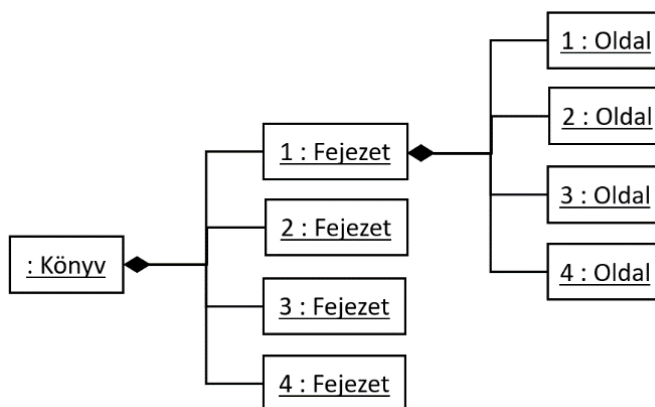 : Könyv
1 : Fejezet
2 : Fejezet
3 : Fejezet
4 : Fejezet
1 : Oldal
2 : Oldal
3 : Oldal
4 : Oldal